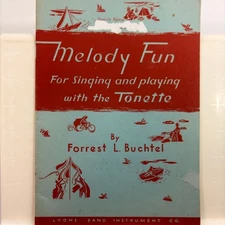 Melody Fun
For Singing and playing
with the Tonette
By
Forrest L. Buchtel
LYONS BAND INSTRUMENT CO.